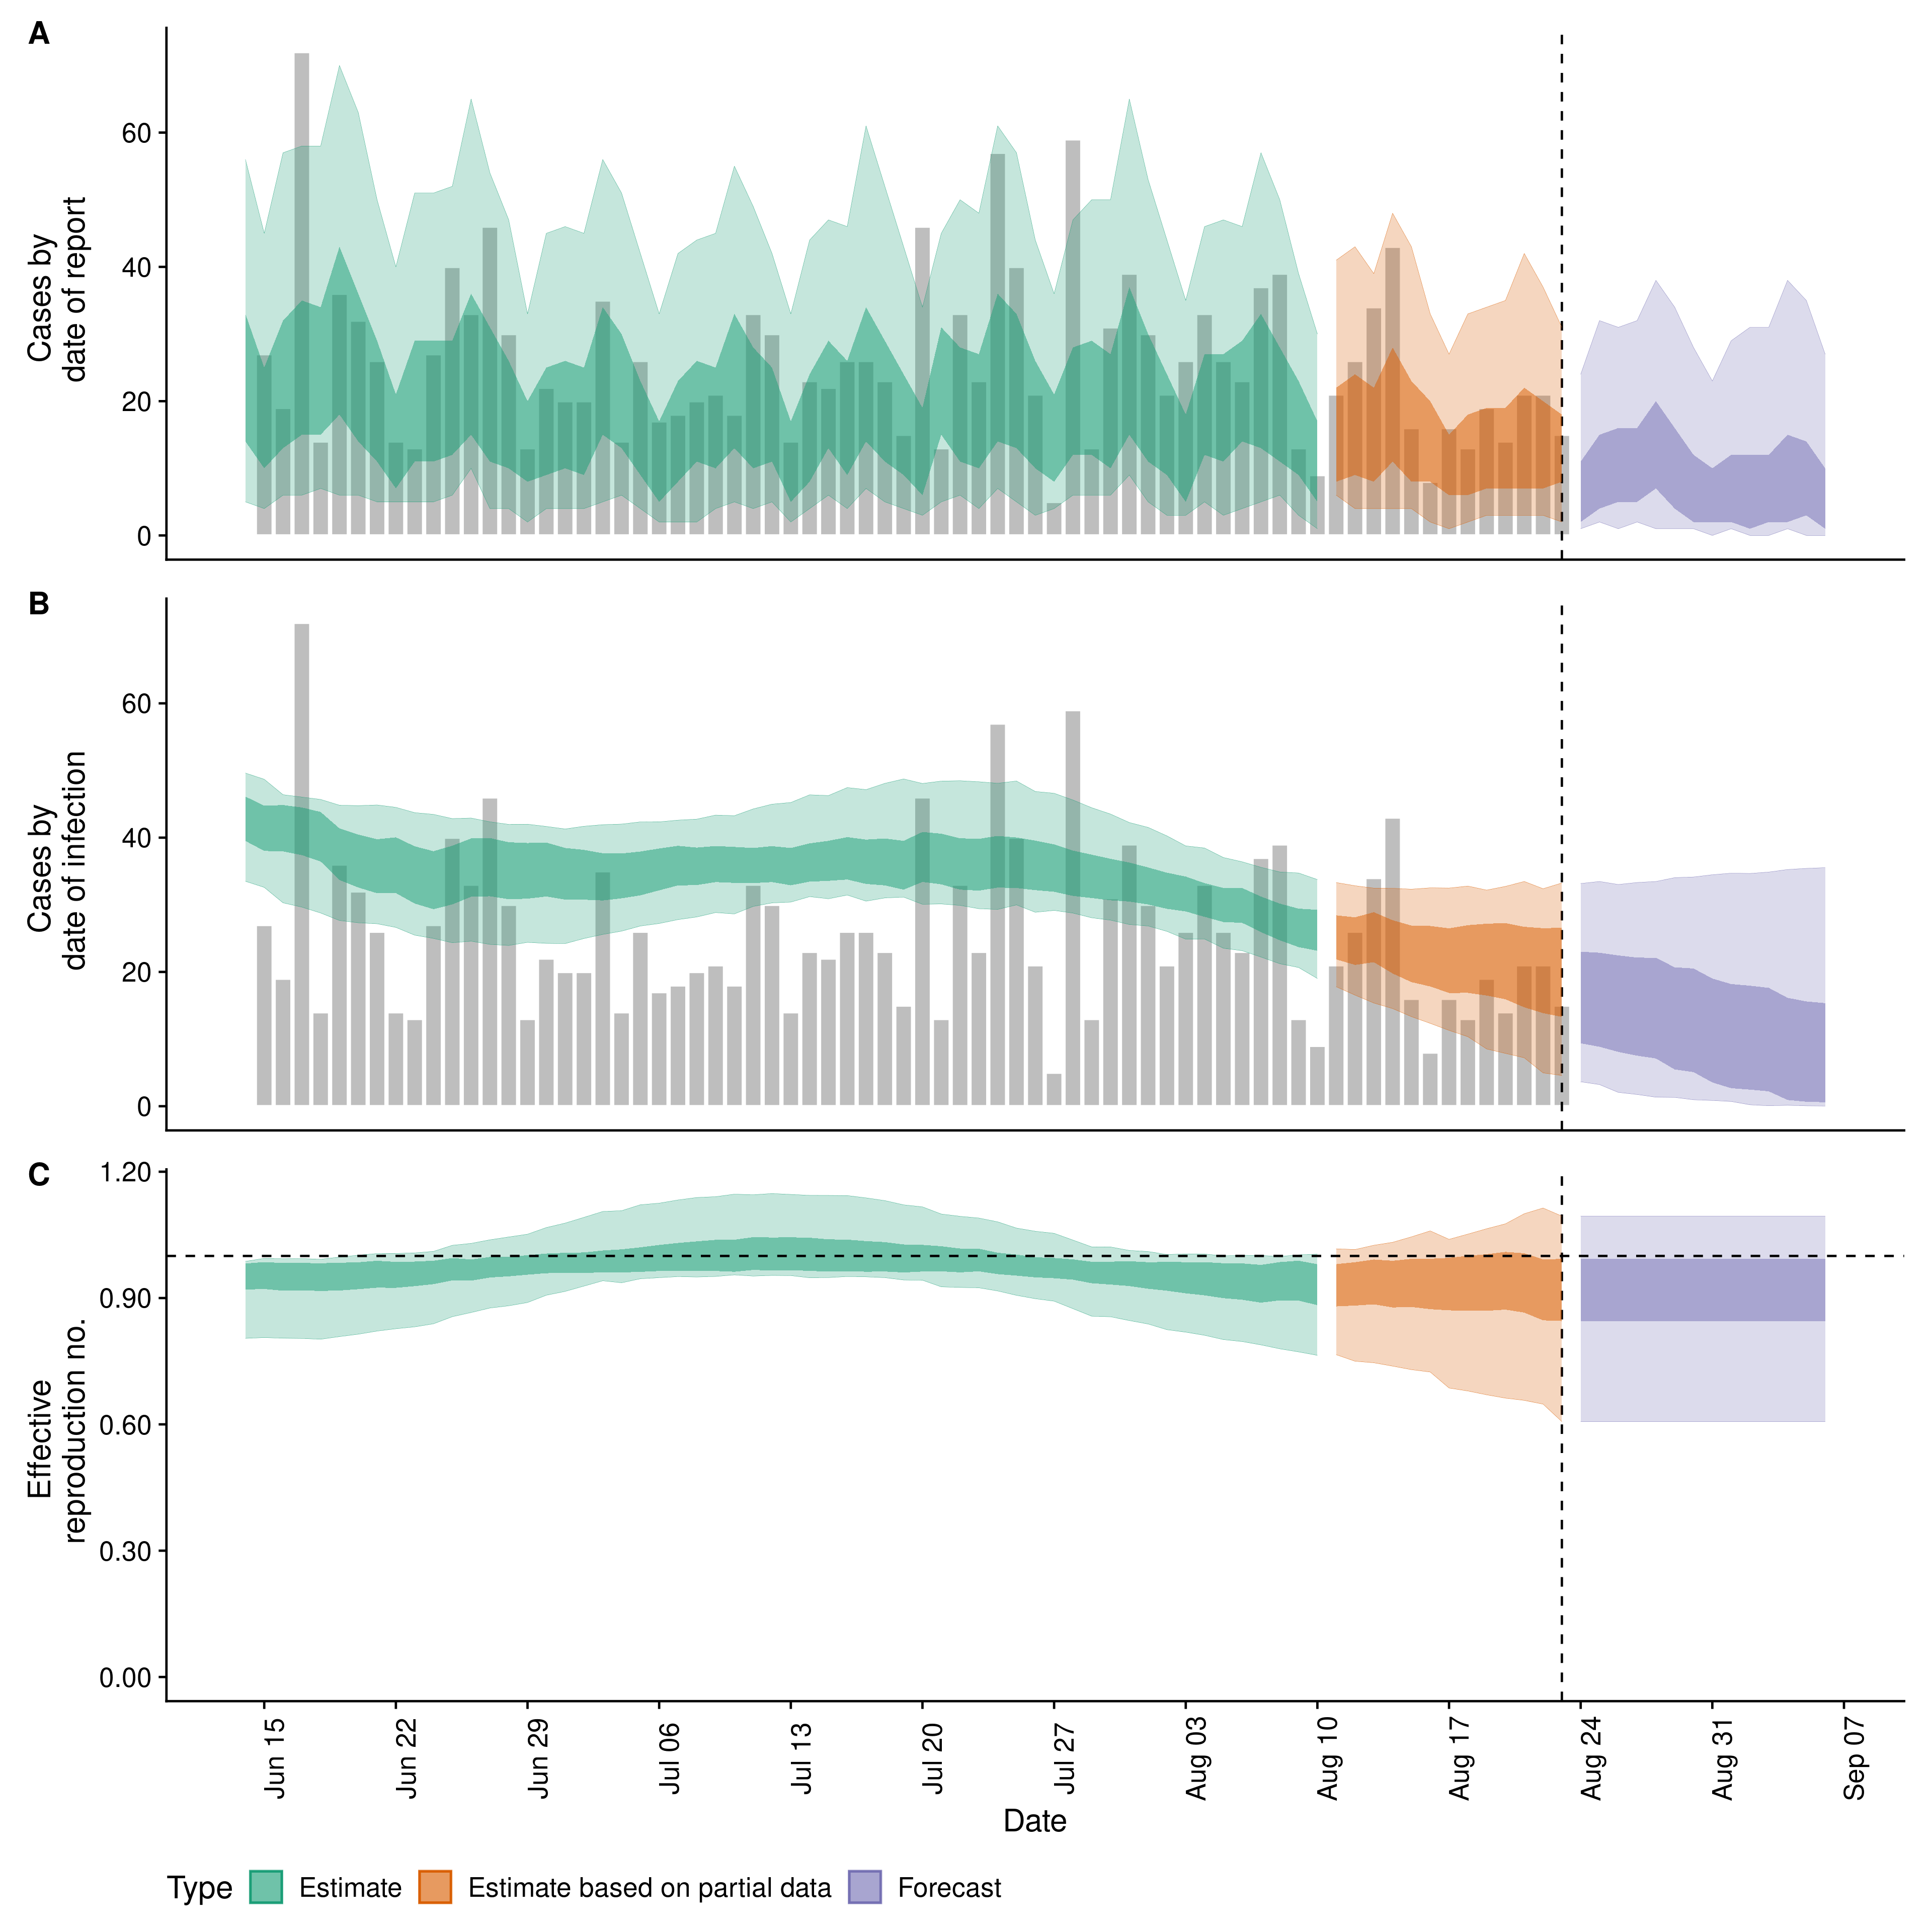 A
Cases by
date of report
60
40
20
0
B
Cases by
date of infection
60
40
20
0
C
Effective
reproduction no.
1.20
0.90
0.60
0.30
0.00
Jun 15
Jun 22
Jun 29
Jul 06
Jul 13
Jul 20
Jul 27
Aug 03
Aug 10
Aug 17
Aug 24
Aug 31
Sep 07
Date
Type Estimate Estimate based on partial data Forecast